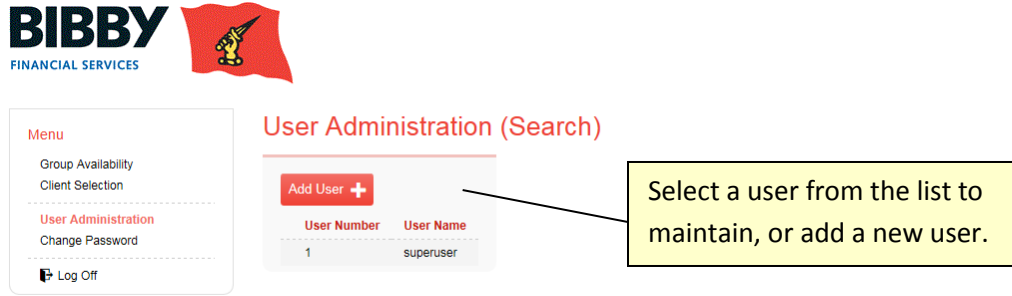 BIBBY
FINANCIAL SERVICES
Menu
Group Availability
Client Selection
User Administration
Change Password
Log Off
User Administration (Search)
Add User
User Number User Name
1 superuser
Select a user from the list to
maintain, or add a new user.